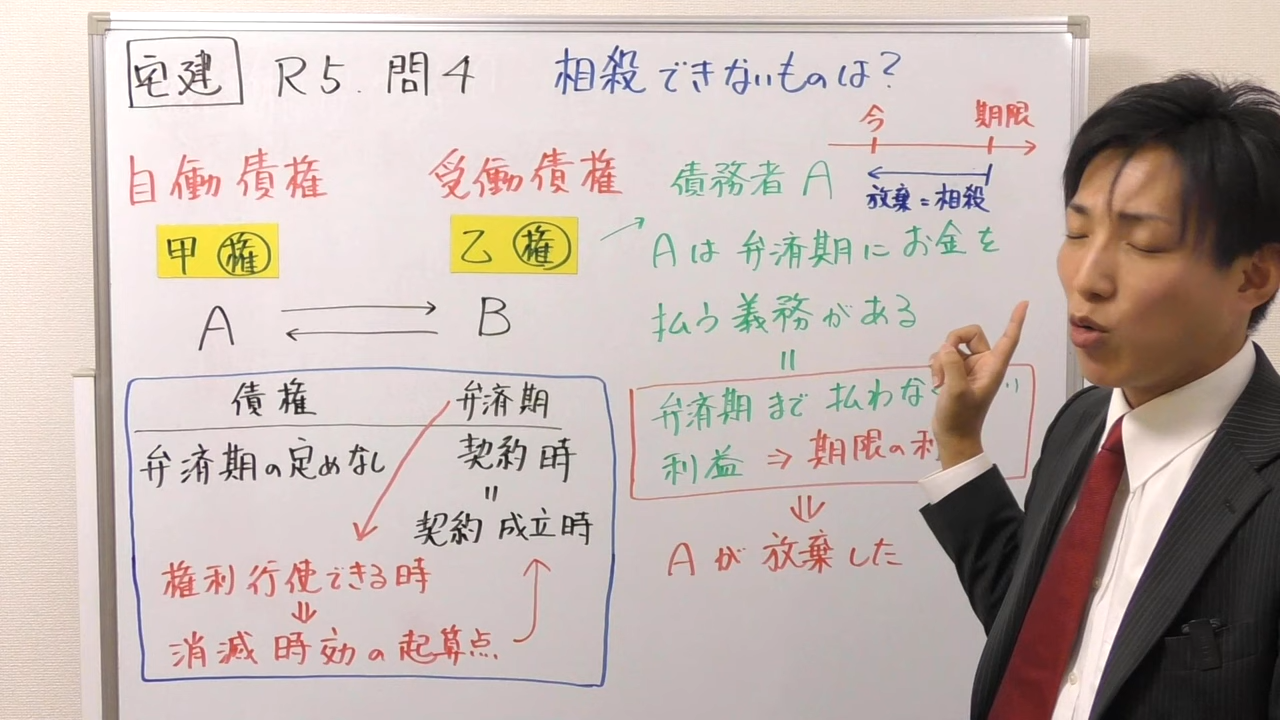 宅建 R5.問4 相殺できないものは?
今 期限
放棄=相殺
自働債権 受働債権
甲権 乙権
A B
債権 弁済期
弁済期の定めなし 契約時
=
契約成立時
権利行使できる時
⇓
消滅時効の起算点
債務者A
Aは弁済期にお金を
払う義務がある
=
弁済期まで払わな
利益⇒期限の利
⇓
Aが放棄した